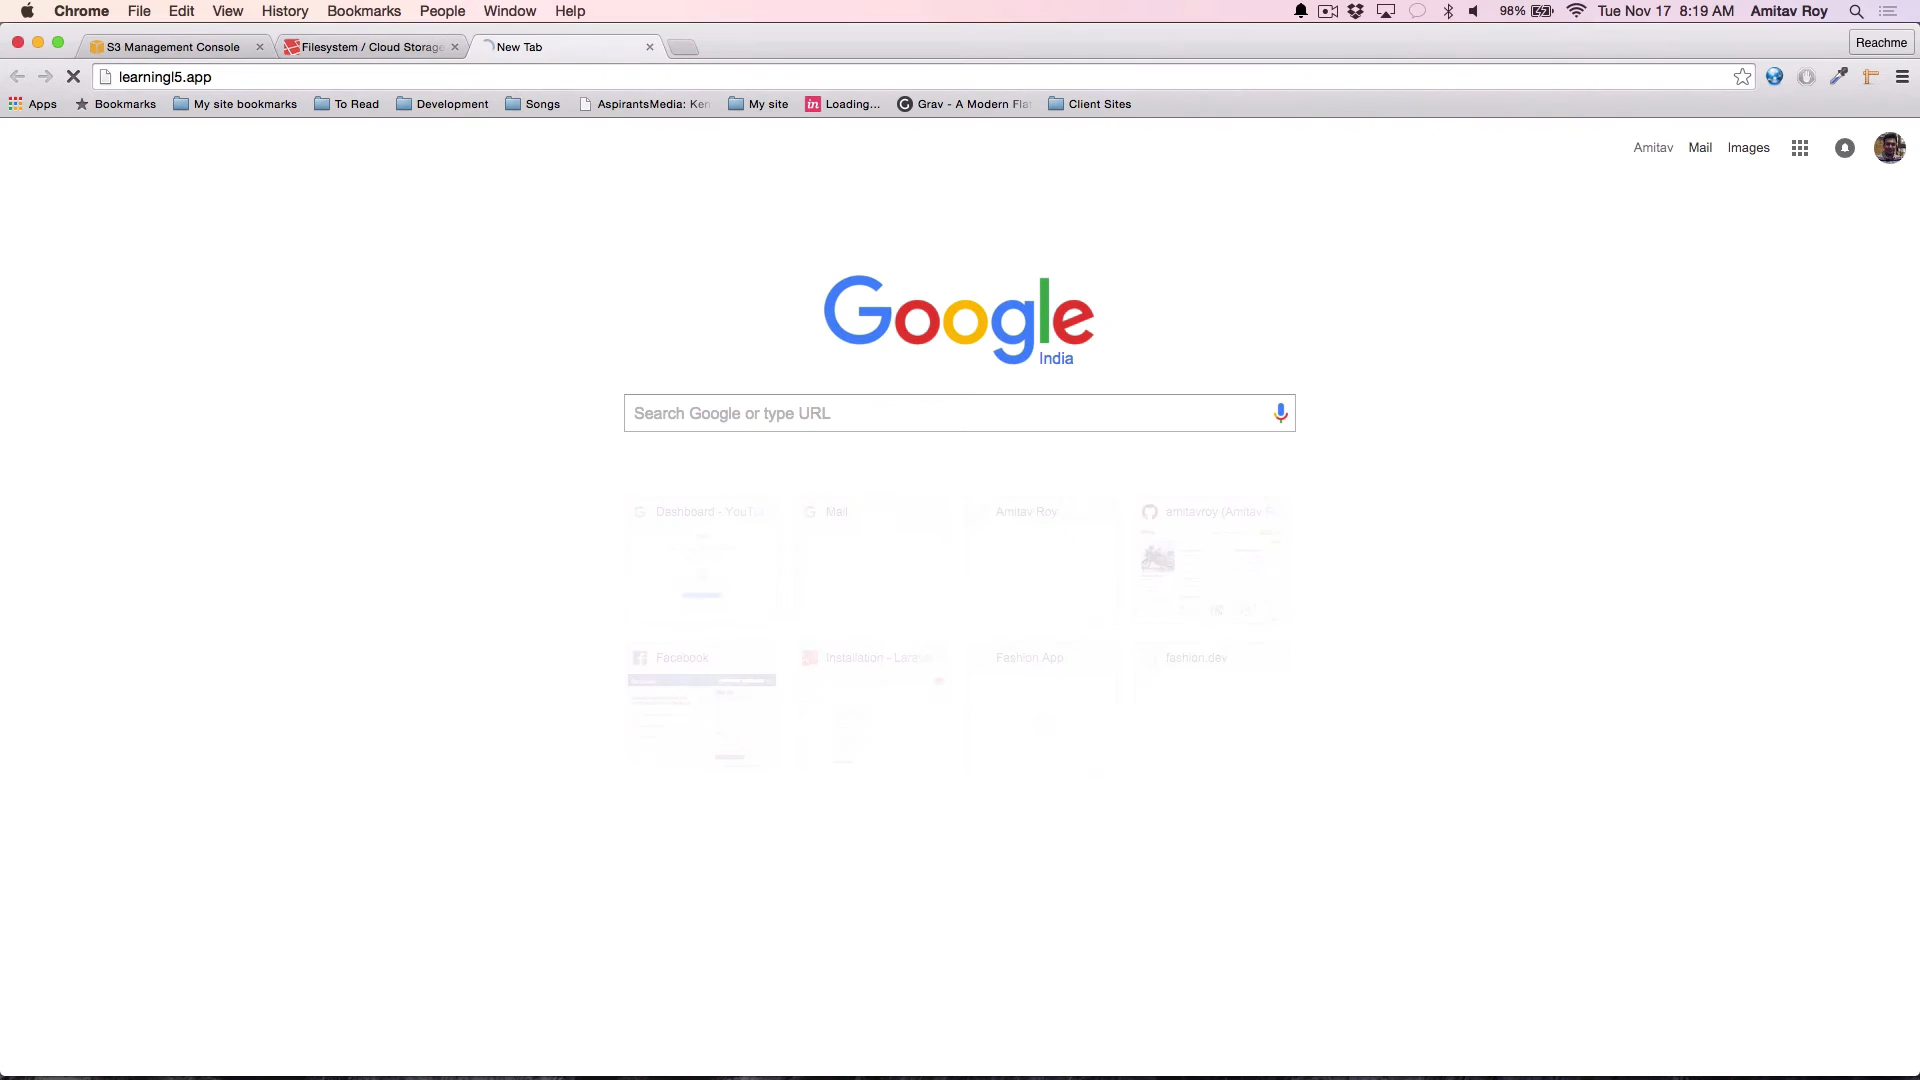 Chrome File Edit View History Bookmarks People Window Help 98% Tue Nov 17 8:19 AM Amitav Roy
S3 Management Console Filesystem / Cloud Storage New Tab Reachme
learningl5.app
Apps Bookmarks My site bookmarks To Read Development Songs AspirantsMedia: Ken My site in Loading... Grav - A Modern Fla Client Sites
Amitav Mail Images
Google
India
Search Google or type URL
Dashboard - YouTu Mail Amitav Roy amitavroy (Amitav R
Facebook Installation - Larave Fashion App fashion.dev